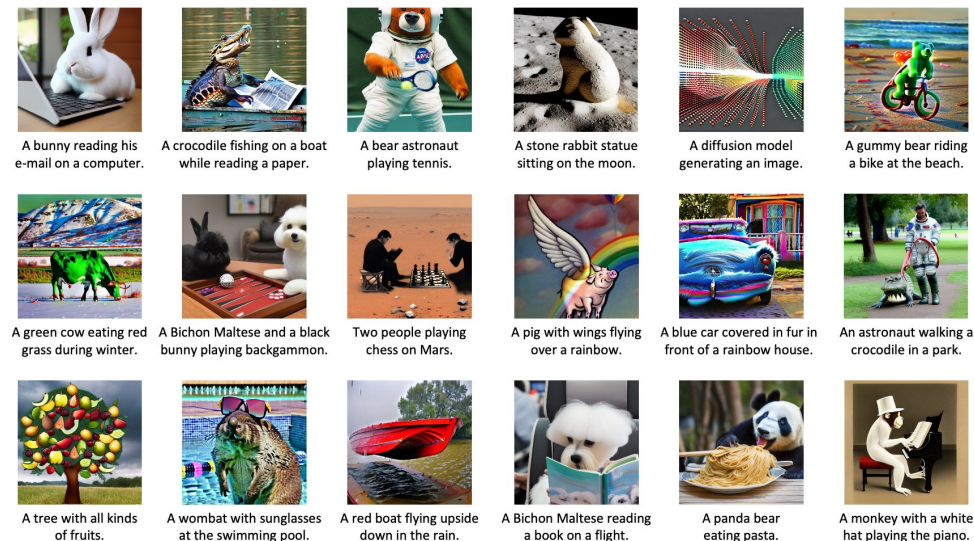 A bunny reading his
e-mail on a computer.
A crocodile fishing on a boat
while reading a paper.
A bear astronaut
playing tennis.
A stone rabbit statue
sitting on the moon.
A diffusion model
generating an image.
A gummy bear riding
a bike at the beach.
A green cow eating red
grass during winter.
A Bichon Maltese and a black
bunny playing backgammon.
Two people playing
chess on Mars.
A pig with wings flying
over a rainbow.
A blue car covered in fur in
front of a rainbow house.
An astronaut walking a
crocodile in a park.
A tree with all kinds
of fruits.
A wombat with sunglasses
at the swimming pool.
A red boat flying upside
down in the rain.
A Bichon Maltese reading
a book on a flight.
A panda bear
eating pasta.
A monkey with a white
hat playing the piano.